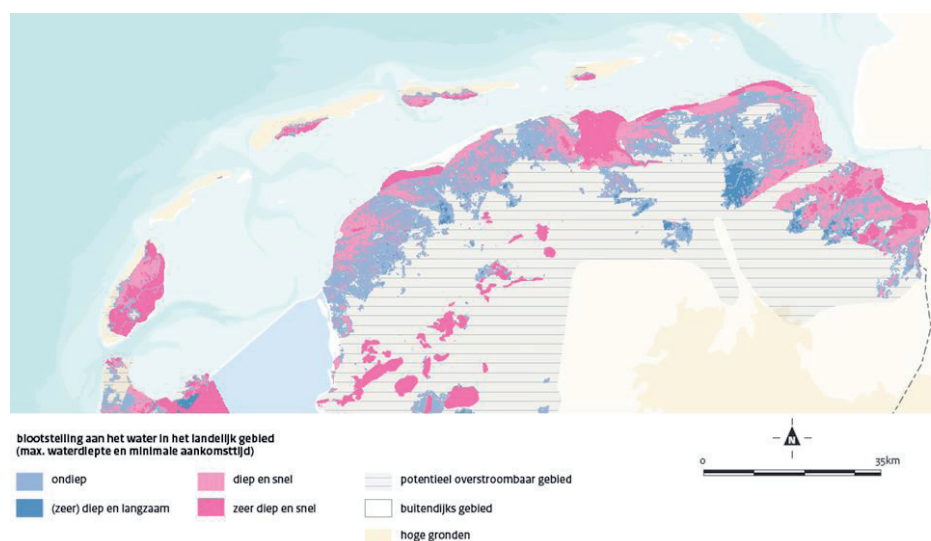 blootstelling aan het water in het landelijk gebied
(max. waterdiepte en minimale aankomsttijd)
ondiep
(zeer) diep en langzaam
diep en snel
zeer diep en snel
potentieel overstroombaar gebied
buitendijks gebied
hoge gronden
N
0 35km